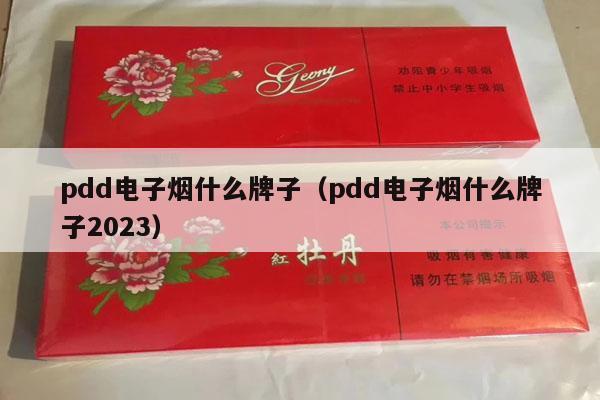 Geony
劝阻青少年吸烟
禁止中小学生吸烟
pdd电子烟什么牌子（pdd电子烟什么牌
子2023）
本公司提示
紅 牡丹
吸烟有害健康
请勿在禁烟场所吸烟